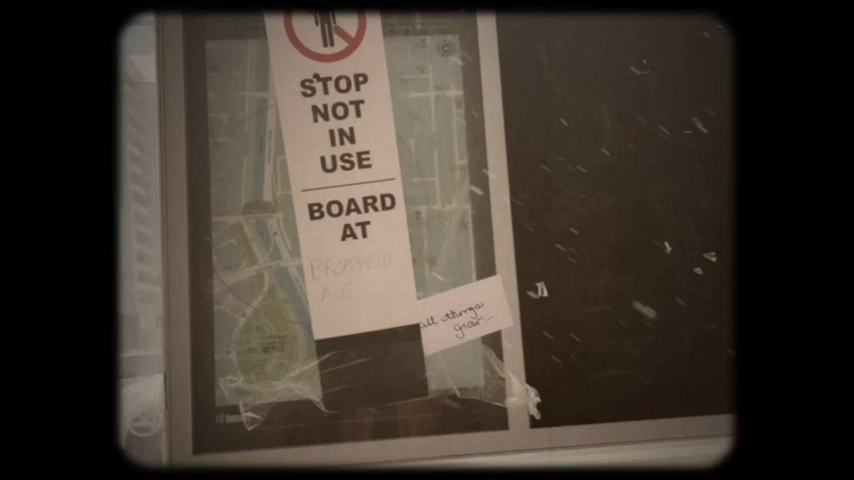 STOP
NOT
IN
USE
BOARD
AT
BROADVIEW
AVE
all things
grow...